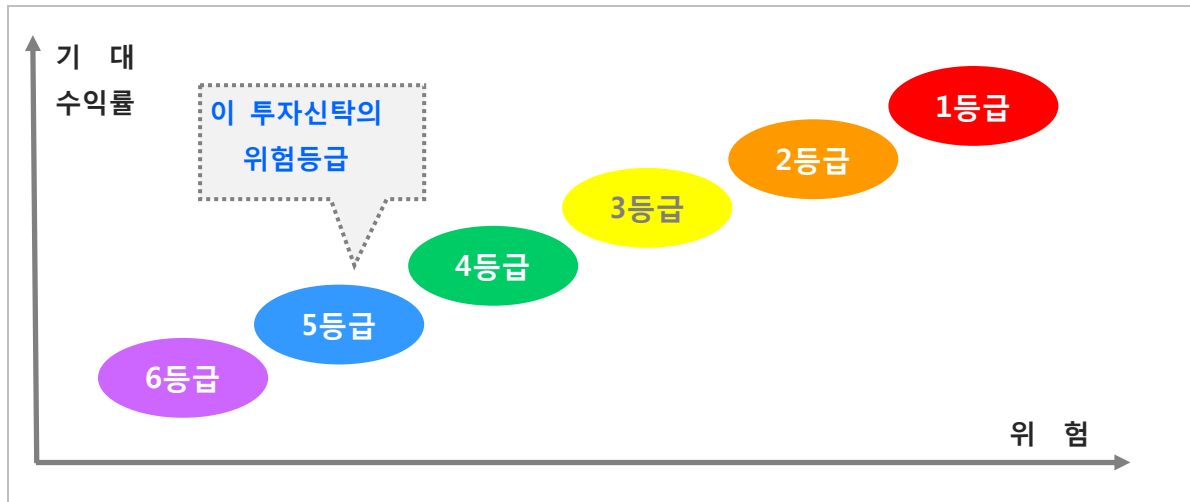 기 대
수익률
이 투자신탁의
위험등급
1등급
2등급
3등급
4등급
5등급
6등급
위 험